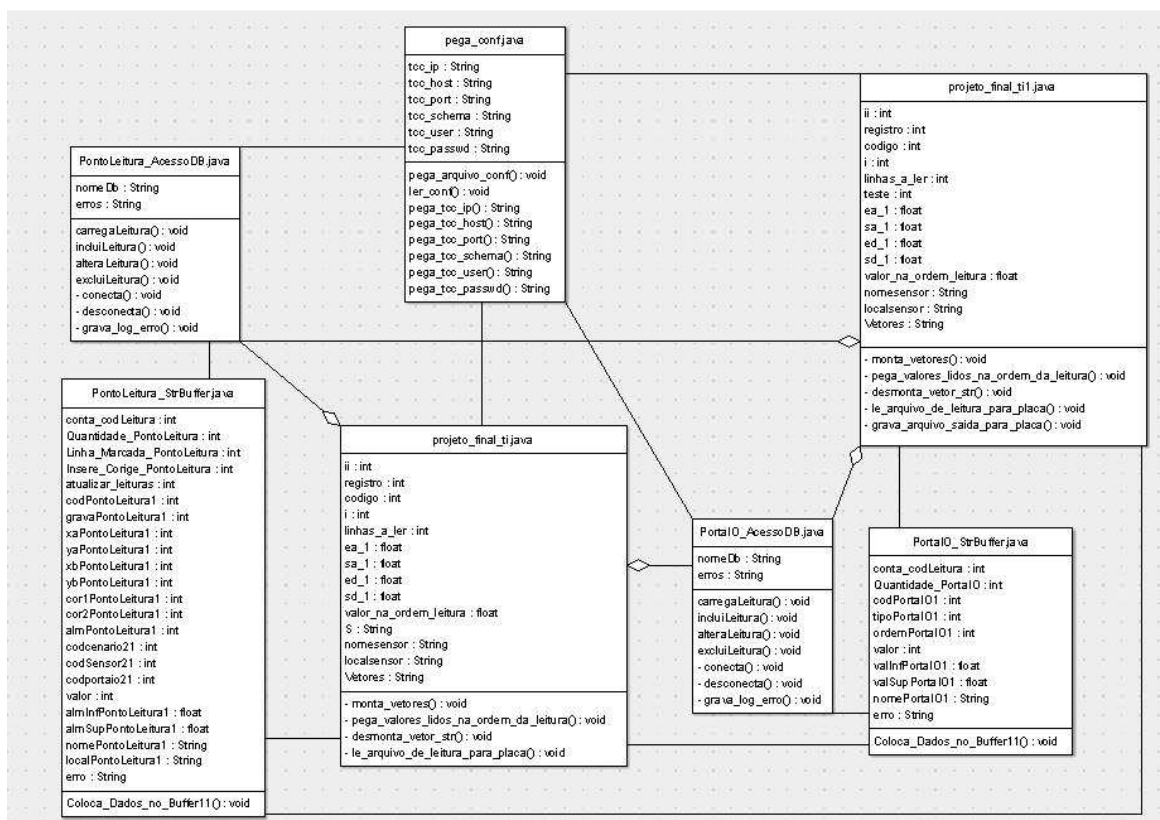 pega_conf.java
tcc_ip : String
tcc_host : String
tcc_port : String
tcc_schema : String
tcc_user : String
tcc_passwd : String
pega_arquivo_conf() : void
ler_conf() : void
pega_tcc_ip() : String
pega_tcc_host() : String
pega_tcc_port() : String
pega_tcc_schema() : String
pega_tcc_user() : String
pega_tcc_passwd() : String
projeto_final_ti1.java
ii : int
registro : int
codigo : int
i : int
linhas_a_ler : int
teste : int
ea_1 : float
sa_1 : float
ed_1 : float
sd_1 : float
valor_na_ordem_leitura : float
nomesensor : String
localsensor : String
Vetores : String
- monta_vetores() : void
- pega_valores_lidos_na_ordem_da_leitura() : void
- desmonta_vetor_str() : void
- le_arquivo_de_leitura_para_placa() : void
- grava_arquivo_saida_para_placa() : void
PontoLeitura_AcessoDB.java
nomeDb : String
erros : String
carregaLeitura() : void
incluiLeitura() : void
alteraLeitura() : void
excluiLeitura() : void
- conecta() : void
- desconecta() : void
- grava_log_erro() : void
PontoLeitura_StrBuffer.java
conta_codLeitura : int
Quantidade_PontoLeitura : int
Linha_Marcada_PontoLeitura : int
Insere_Corige_PontoLeitura : int
atualizar_leituras : int
codPontoLeitura1 : int
gravaPontoLeitura1 : int
xaPontoLeitura1 : int
yaPontoLeitura1 : int
xbPontoLeitura1 : int
ybPontoLeitura1 : int
cor1PontoLeitura1 : int
cor2PontoLeitura1 : int
almPontoLeitura1 : int
codcenario21 : int
codSensor21 : int
codportaio21 : int
valor : int
almInfPontoLeitura1 : float
almSupPontoLeitura1 : float
nomePontoLeitura1 : String
localPontoLeitura1 : String
erro : String
Coloca_Dados_no_Buffer11() : void
projeto_final_ti.java
ii : int
registro : int
codigo : int
i : int
linhas_a_ler : int
ea_1 : float
sa_1 : float
ed_1 : float
sd_1 : float
valor_na_ordem_leitura : float
S : String
nomesensor : String
localsensor : String
Vetores : String
- monta_vetores() : void
- pega_valores_lidos_na_ordem_da_leitura() : void
- desmonta_vetor_str() : void
- le_arquivo_de_leitura_para_placa() : void
PortaIO_AcessoDB.java
nomeDb : String
erros : String
carregaLeitura() : void
incluiLeitura() : void
alteraLeitura() : void
excluiLeitura() : void
- conecta() : void
- desconecta() : void
- grava_log_erro() : void
PortaIO_StrBuffer.java
conta_codLeitura : int
Quantidade_PortaIO : int
codPortaIO1 : int
tipoPortaIO1 : int
ordemPortaIO1 : int
valor : int
valInfPortaIO1 : float
valSupPortaIO1 : float
nomePortaIO1 : String
erro : String
Coloca_Dados_no_Buffer11() : void